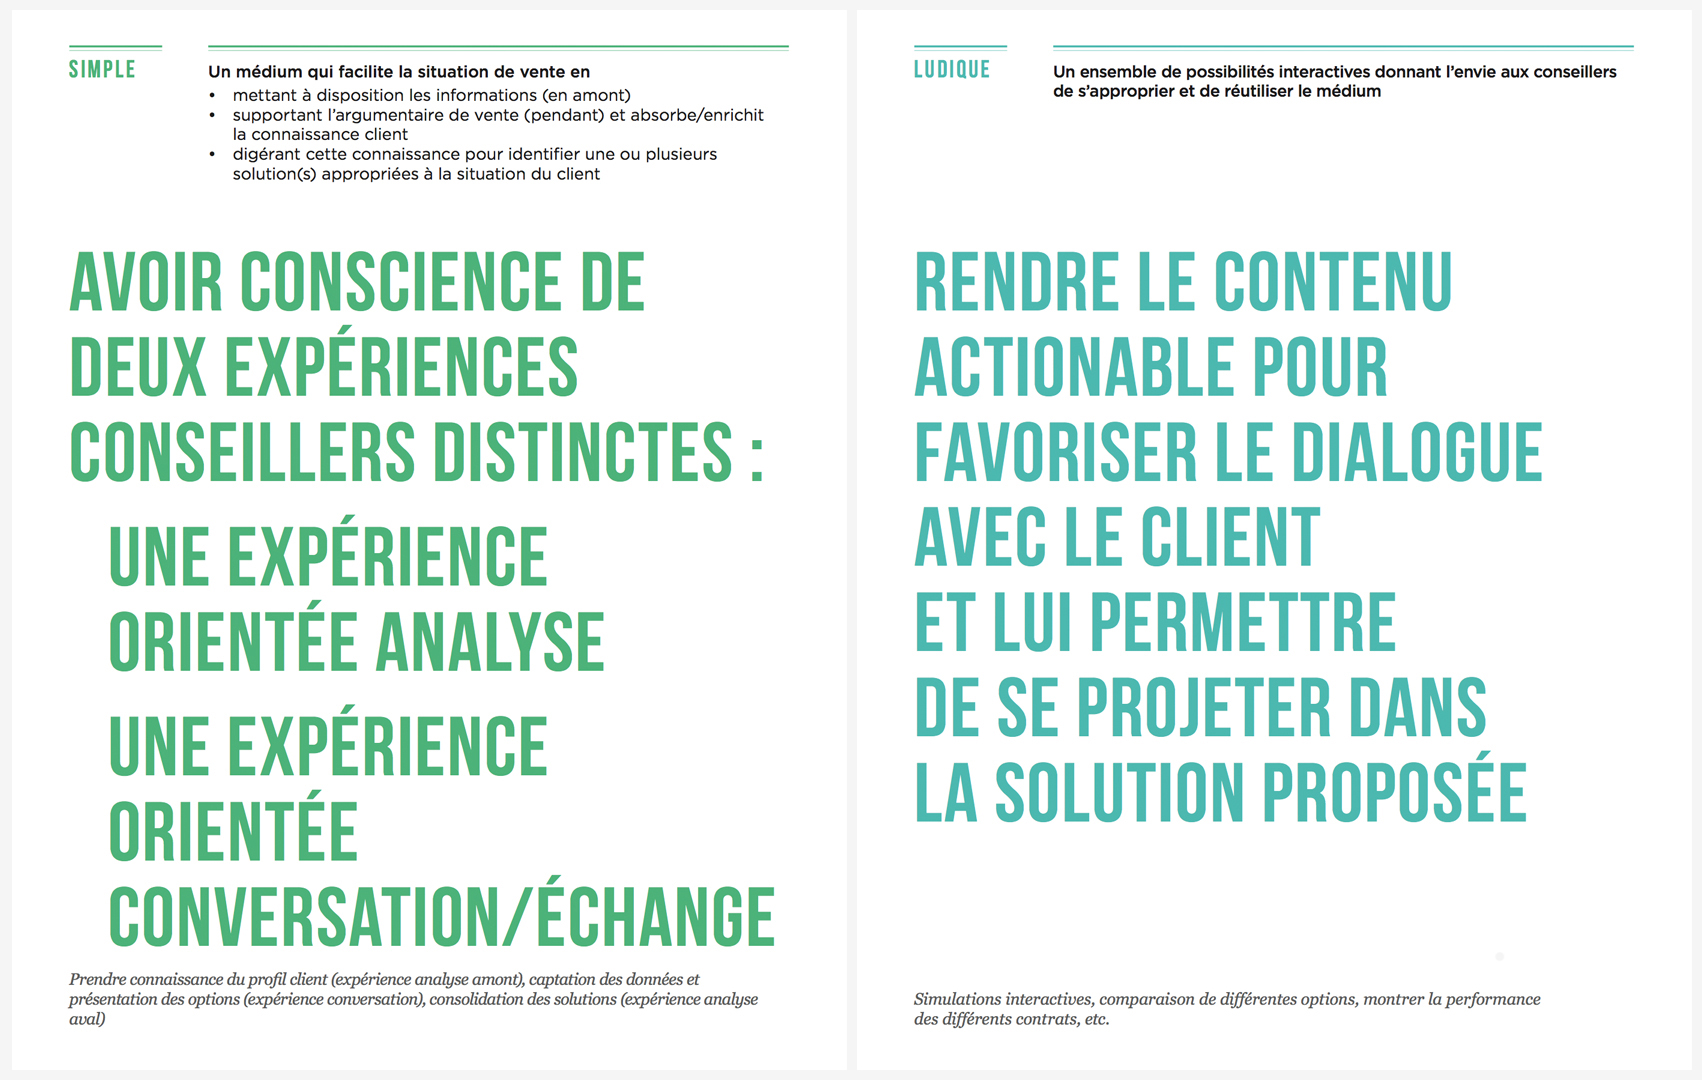 SIMPLE
Un médium qui facilite la situation de vente en
• mettant à disposition les informations (en amont)
• supportant l’argumentaire de vente (pendant) et absorbe/enrichit
la connaissance client
• digérant cette connaissance pour identifier une ou plusieurs
solution(s) appropriées à la situation du client
AVOIR CONSCIENCE DE
DEUX EXPÉRIENCES
CONSEILLERS DISTINCTES :
UNE EXPÉRIENCE
ORIENTÉE ANALYSE
UNE EXPÉRIENCE
ORIENTÉE
CONVERSATION/ÉCHANGE
Prendre connaissance du profil client (expérience analyse amont), captation des données et
présentation des options (expérience conversation), consolidation des solutions (expérience analyse
aval)
LUDIQUE
Un ensemble de possibilités interactives donnant l’envie aux conseillers
de s’approprier et de réutiliser le médium
RENDRE LE CONTENU
ACTIONABLE POUR
FAVORISER LE DIALOGUE
AVEC LE CLIENT
ET LUI PERMETTRE
DE SE PROJETER DANS
LA SOLUTION PROPOSÉE
Simulations interactives, comparaison de différentes options, montrer la performance
des différents contrats, etc.